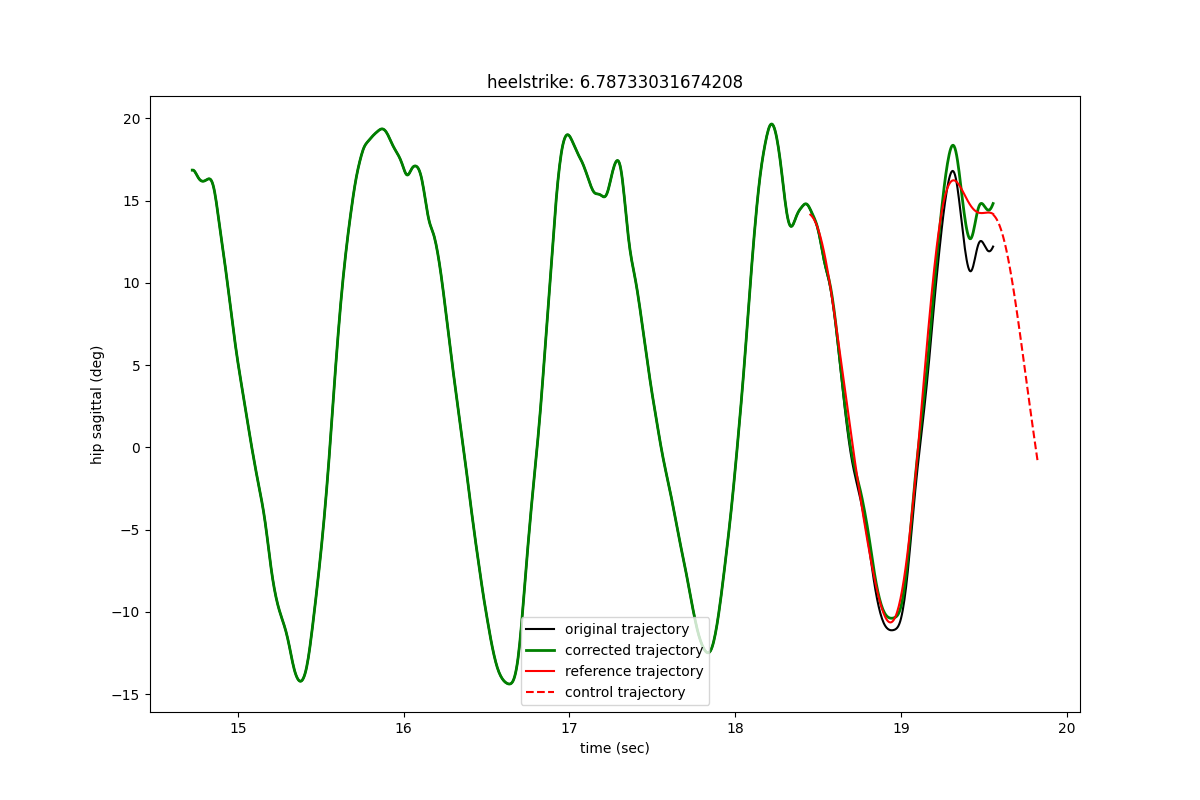 heelstrike: 6.78733031674208
20
15
10
5
0
−5
−10
−15
hip sagittal (deg)
original trajectory
corrected trajectory
reference trajectory
control trajectory
15 16 17 18 19 20
time (sec)